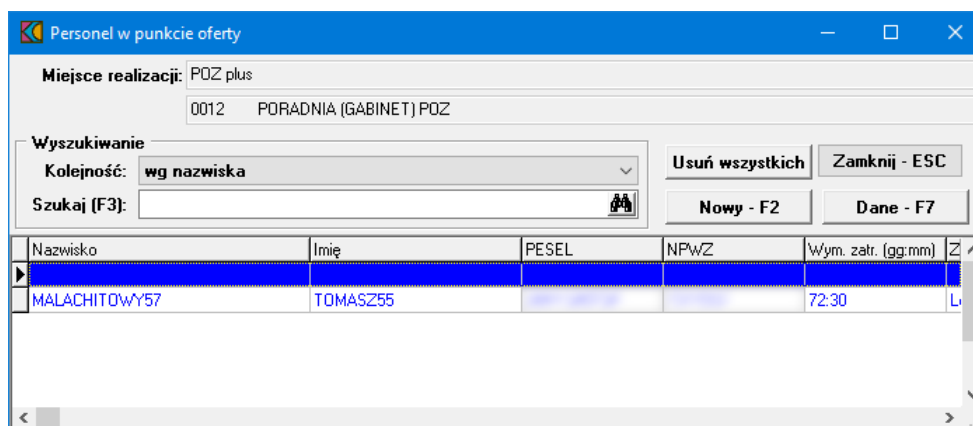 Personel w punkcie oferty
Miejsce realizacji: POZ plus
0012 PORADNIA (GABINET) POZ
Wyszukiwanie
Kolejność: wg nazwiska
Usuń wszystkich Zamknij - ESC
Szukaj (F3):
Nowy - F2 Dane - F7
Nazwisko Imię PESEL NPWZ Wym. zatr. (gg:mm) Z
MALACHITOWY57 TOMASZ55 72:30